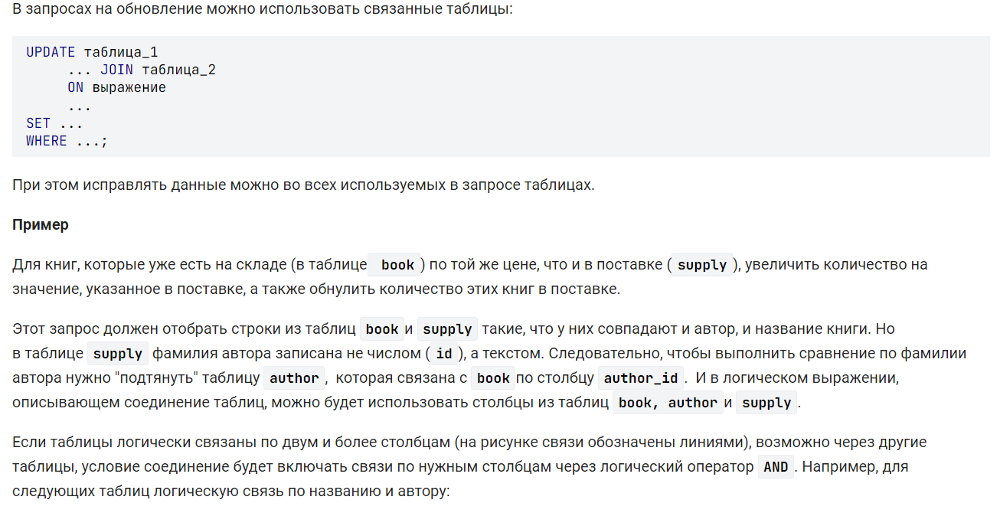 В запросах на обновление можно использовать связанные таблицы:
UPDATE таблица_1
... JOIN таблица_2
ON выражение
...
SET ...
WHERE ...;
При этом исправлять данные можно во всех используемых в запросе таблицах.
Пример
Для книг, которые уже есть на складе (в таблице book) по той же цене, что и в поставке (supply), увеличить количество на
значение, указанное в поставке, а также обнулить количество этих книг в поставке.
Этот запрос должен отобрать строки из таблиц book и supply такие, что у них совпадают и автор, и название книги. Но
в таблице supply фамилия автора записана не числом (id), а текстом. Следовательно, чтобы выполнить сравнение по фамилии
автора нужно "подтянуть" таблицу author, которая связана с book по столбцу author_id. И в логическом выражении,
описывающем соединение таблиц, можно будет использовать столбцы из таблиц book, author и supply.
Если таблицы логически связаны по двум и более столбцам (на рисунке связи обозначены линиями), возможно через другие
таблицы, условие соединение будет включать связи по нужным столбцам через логический оператор AND. Например, для
следующих таблиц логическую связь по названию и автору: